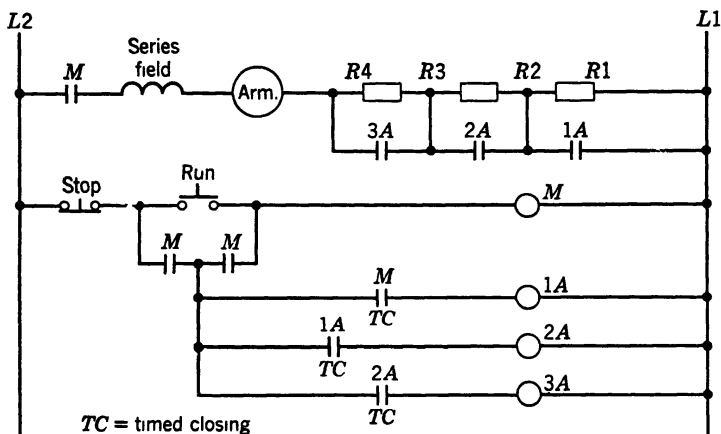 L2
L1
Series
field
M
Arm.
R4
R3
R2
R1
3A
2A
1A
Stop
Run
M
M
M
M
TC
1A
1A
TC
2A
2A
TC
3A
TC = timed closing